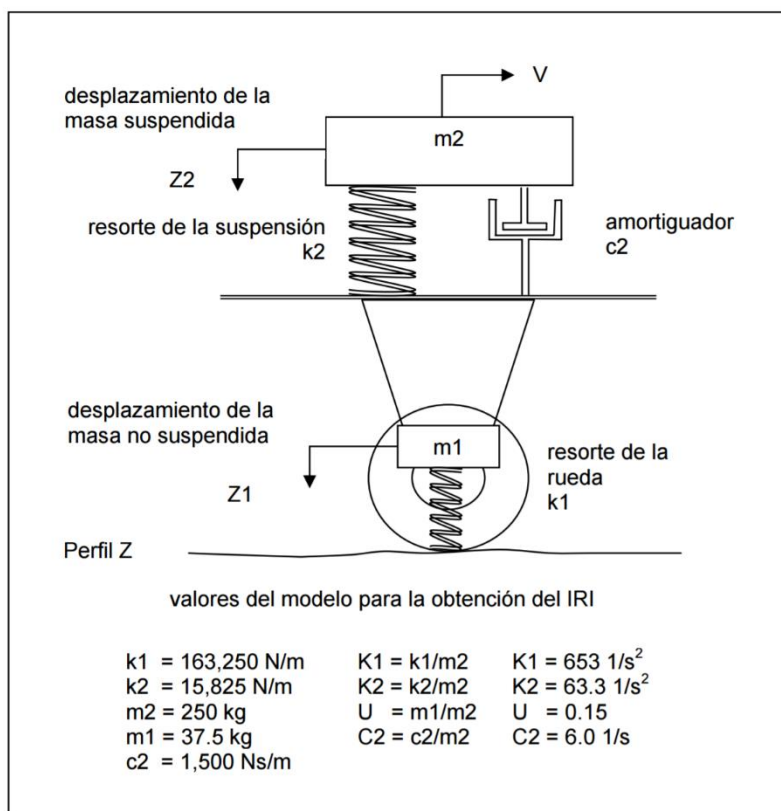 V
desplazamiento de la
masa suspendida
m2
Z2
resorte de la suspensión
k2
amortiguador
c2
desplazamiento de la
masa no suspendida
m1
resorte de la
rueda
k1
Z1
Perfil Z
valores del modelo para la obtención del IRI
k1 = 163,250 N/m K1 = k1/m2 K1 = 653 1/s²
k2 = 15,825 N/m K2 = k2/m2 K2 = 63.3 1/s²
m2 = 250 kg U = m1/m2 U = 0.15
m1 = 37.5 kg C2 = c2/m2 C2 = 6.0 1/s
c2 = 1,500 Ns/m